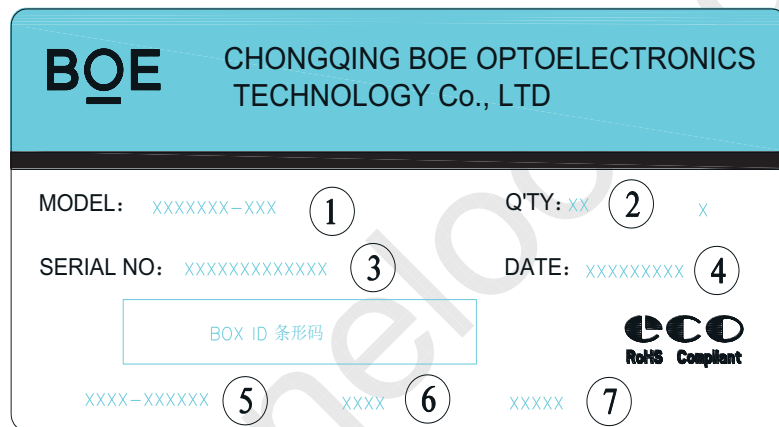 BOE
CHONGQING BOE OPTOELECTRONICS
TECHNOLOGY Co., LTD
MODEL: XXXXXXX-XXX ① Q'TY: XX ② X
SERIAL NO: XXXXXXXXXXXXX ③ DATE: XXXXXXXXX ④
BOX ID 条形码
eco
RoHS Compliant
XXXX-XXXXXX ⑤ XXXX ⑥ XXXXX ⑦